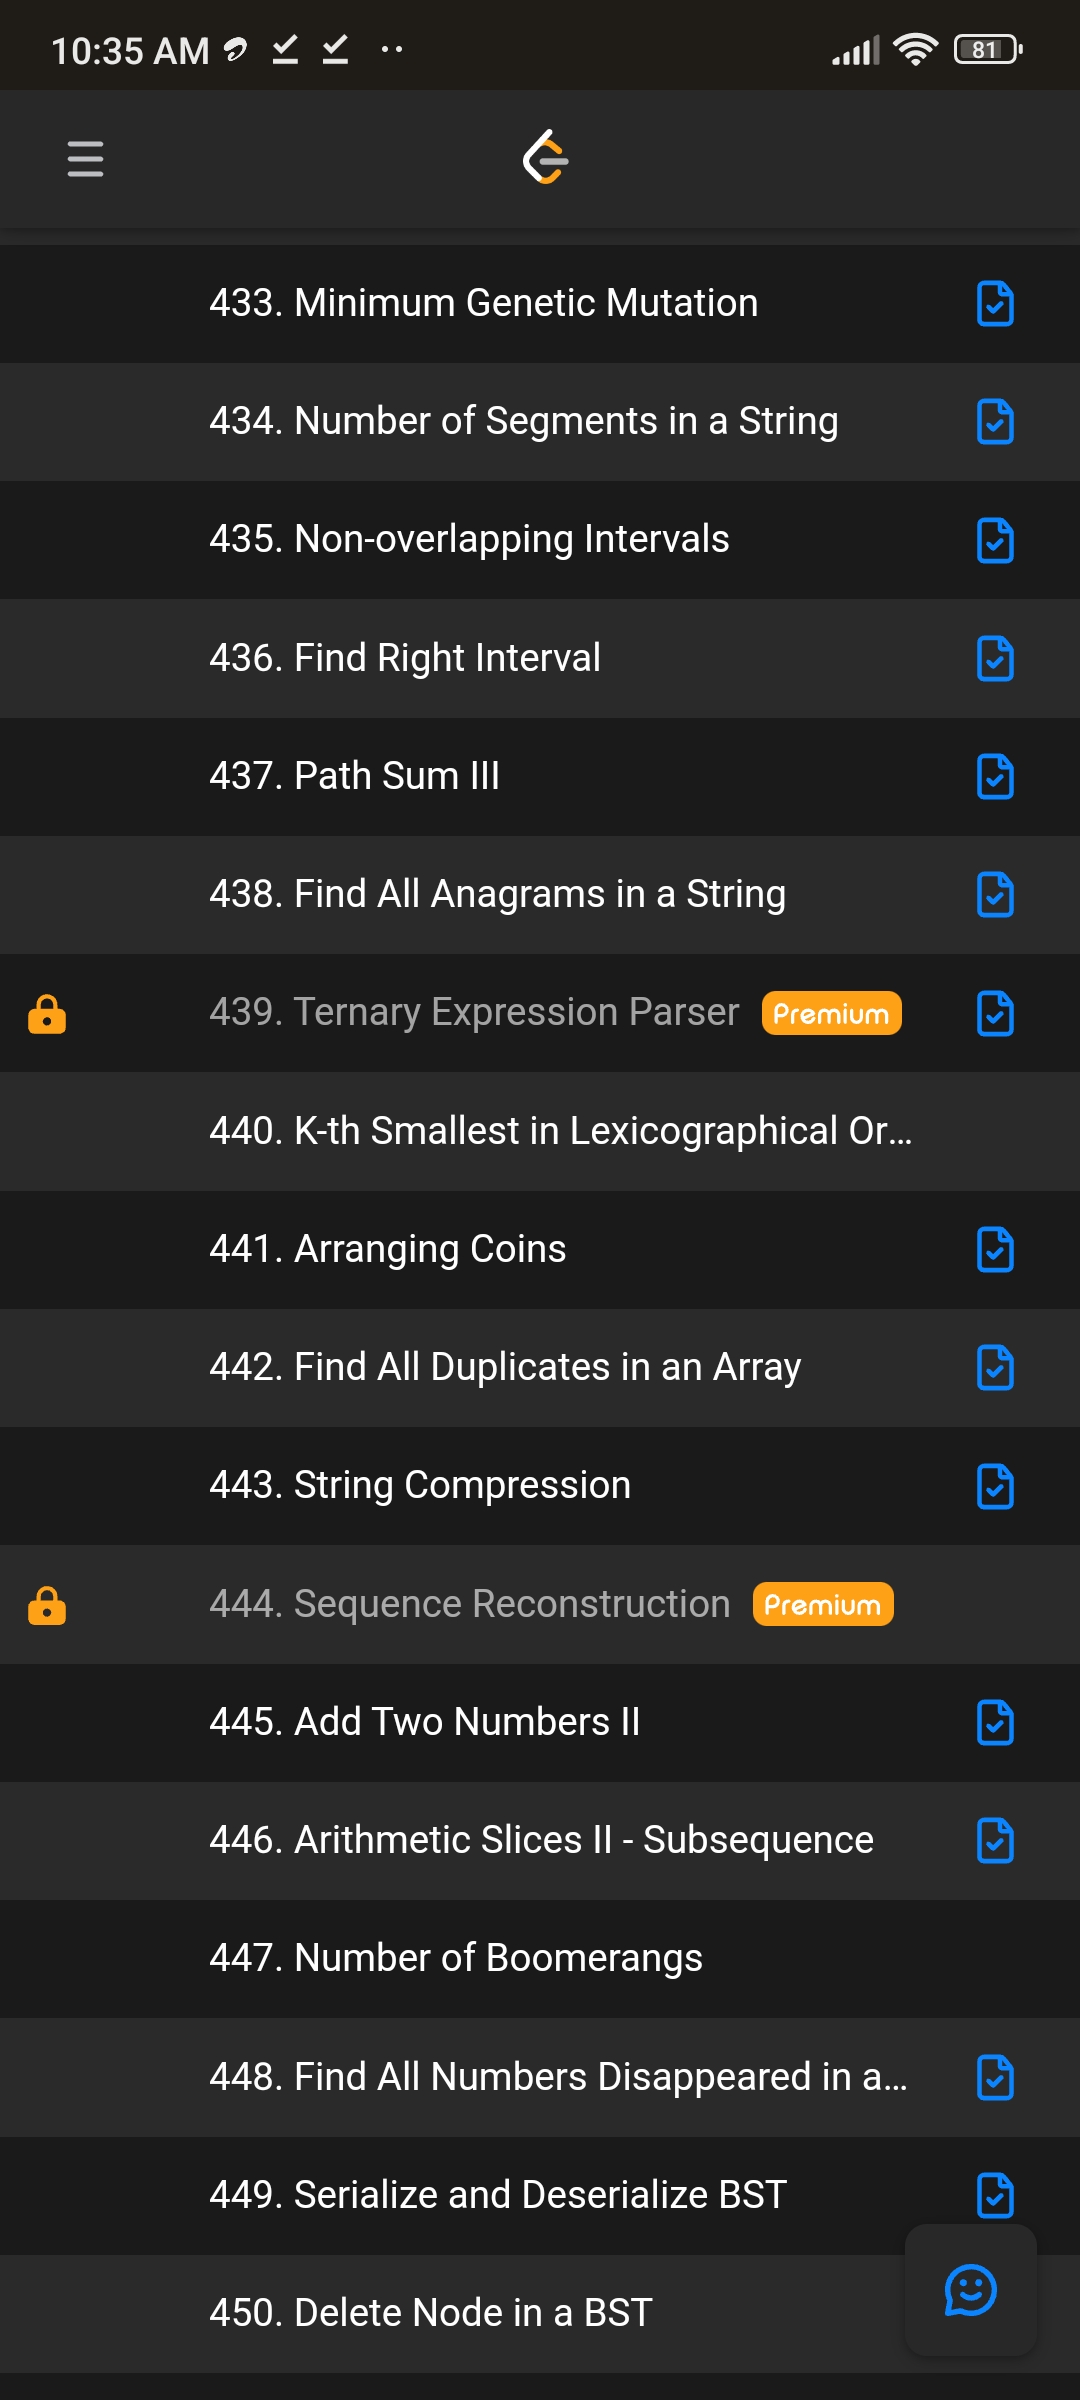 10:35 AM 81
433. Minimum Genetic Mutation
434. Number of Segments in a String
435. Non-overlapping Intervals
436. Find Right Interval
437. Path Sum III
438. Find All Anagrams in a String
439. Ternary Expression Parser Premium
440. K-th Smallest in Lexicographical Or...
441. Arranging Coins
442. Find All Duplicates in an Array
443. String Compression
444. Sequence Reconstruction Premium
445. Add Two Numbers II
446. Arithmetic Slices II - Subsequence
447. Number of Boomerangs
448. Find All Numbers Disappeared in a...
449. Serialize and Deserialize BST
450. Delete Node in a BST